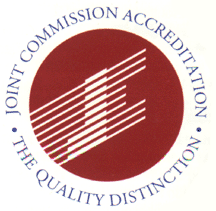 JOINT COMMISSION ACCREDITATION
• THE QUALITY DISTINCTION •